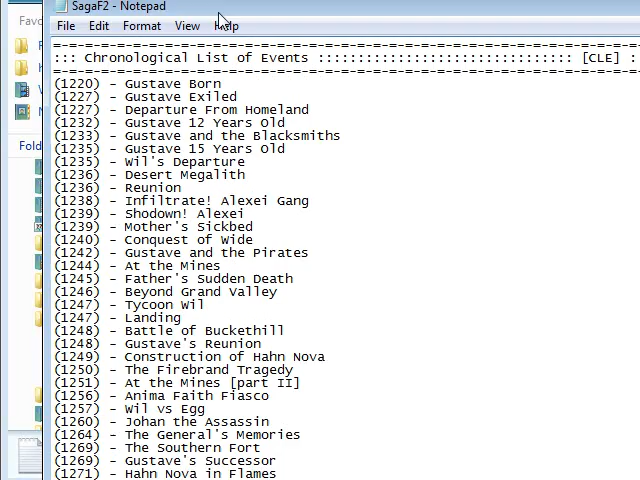 SagaF2 - Notepad
File Edit Format View Help
Favo
Fold
=-=-=-=-=-=-=-=-=-=-=-=-=-=-=-=-=-=-=-=-=-=-=-=-=-=-=-=-=-=-=-=-=-=-=-=-=
::: Chronological List of Events :::::::::::::::::::::::::::::::: [CLE] :
=-=-=-=-=-=-=-=-=-=-=-=-=-=-=-=-=-=-=-=-=-=-=-=-=-=-=-=-=-=-=-=-=-=-=-=-=
(1220) - Gustave Born
(1227) - Gustave Exiled
(1227) - Departure From Homeland
(1232) - Gustave 12 Years Old
(1233) - Gustave and the Blacksmiths
(1235) - Gustave 15 Years Old
(1235) - Wil's Departure
(1236) - Desert Megalith
(1236) - Reunion
(1238) - Infiltrate! Alexei Gang
(1239) - Shodown! Alexei
(1239) - Mother's Sickbed
(1240) - Conquest of Wide
(1242) - Gustave and the Pirates
(1244) - At the Mines
(1245) - Father's Sudden Death
(1246) - Beyond Grand Valley
(1247) - Tycoon Wil
(1247) - Landing
(1248) - Battle of Buckethill
(1248) - Gustave's Reunion
(1249) - Construction of Hahn Nova
(1250) - The Firebrand Tragedy
(1251) - At the Mines [part II]
(1256) - Anima Faith Fiasco
(1257) - Wil vs Egg
(1260) - Johan the Assassin
(1264) - The General's Memories
(1269) - The Southern Fort
(1269) - Gustave's Successor
(1271) - Hahn Nova in Flames